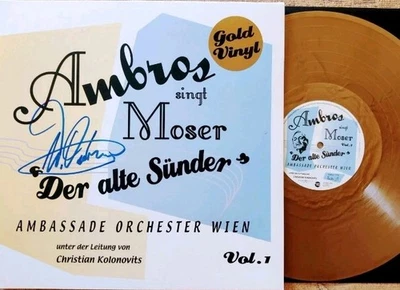 Gold
Vinyl
Ambros
singt
Moser
"Der alte Sünder"
AMBASSADE ORCHESTER WIEN
unter der Leitung von
Christian Kolonovits
Vol.1
Ambros
singt
Moser
Vol. 1
"Der alte Sünder"
AMBASSADE ORCHESTER WIEN